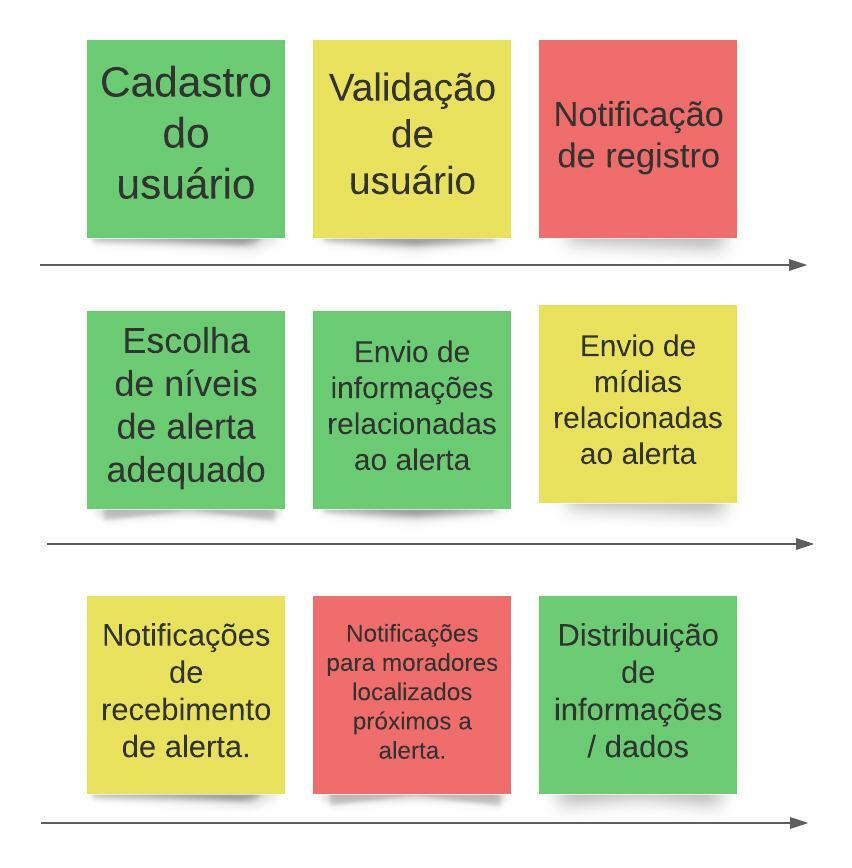 Cadastro
do
usuário
Validação
de
usuário
Notificação
de registro
Escolha
de níveis
de alerta
adequado
Envio de
informações
relacionadas
ao alerta
Envio de
mídias
relacionadas
ao alerta
Notificações
de
recebimento
de alerta.
Notificações
para moradores
localizados
próximos a
alerta.
Distribuição
de
informações
/ dados